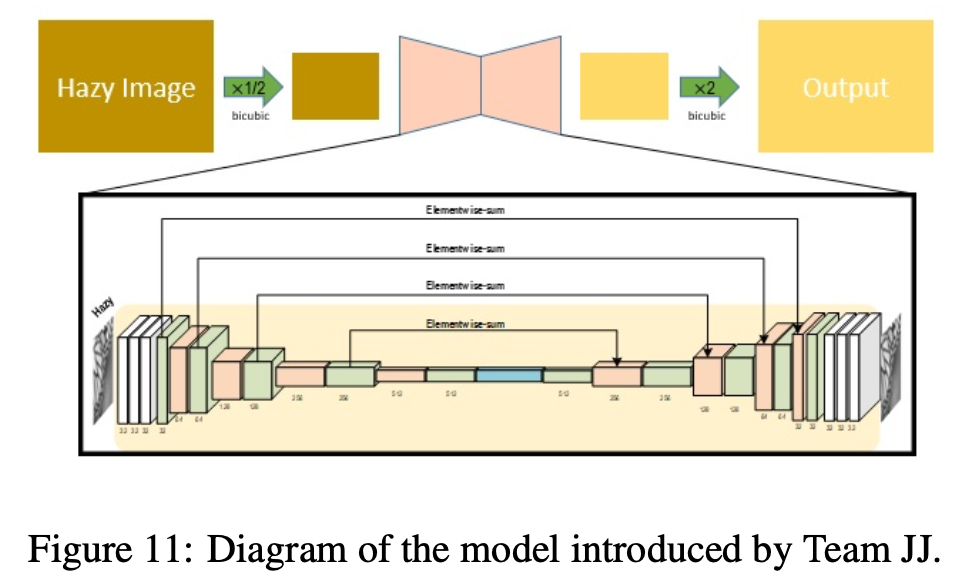 Hazy Image
×1/2
bicubic
×2
bicubic
Output
Elementwise-sum
Elementwise-sum
Elementwise-sum
Elementwise-sum
Hazy
32 32 32 32
64 64
128 128
256 256
512 512
512
256 256
128 128
64 64
32 32
32 32 32
Figure 11: Diagram of the model introduced by Team JJ.